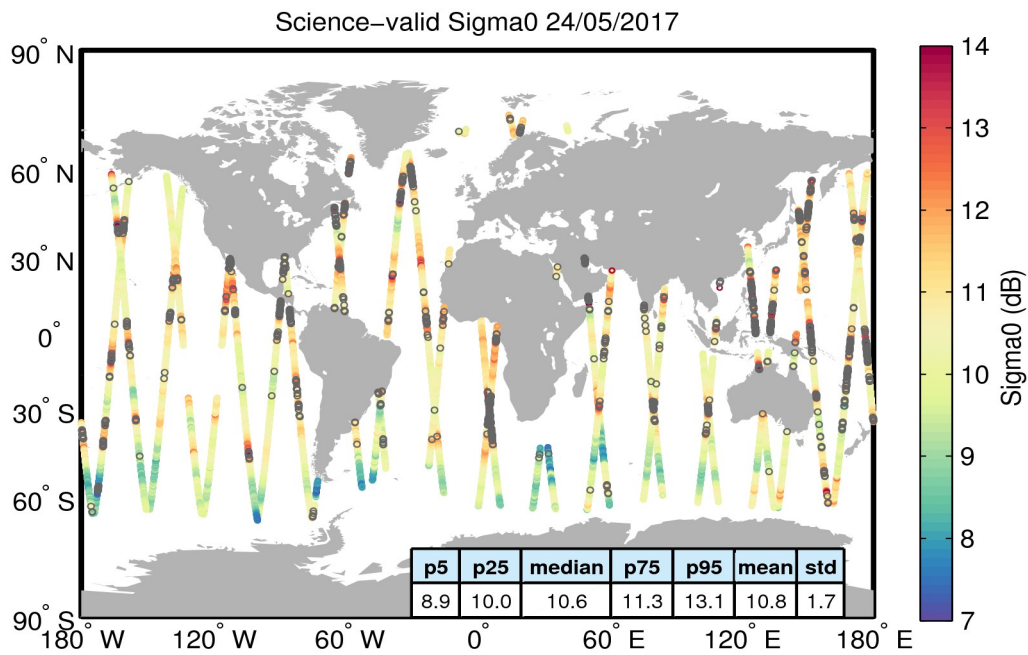 Science−valid Sigma0 24/05/2017
90° N
60° N
30° N
0°
30° S
60° S
90° S
180° W
120° W
60° W
0°
60° E
120° E
180° E
p5 p25 median p75 p95 mean std
8.9 10.0 10.6 11.3 13.1 10.8 1.7
14
13
12
11
10
9
8
7
Sigma0 (dB)